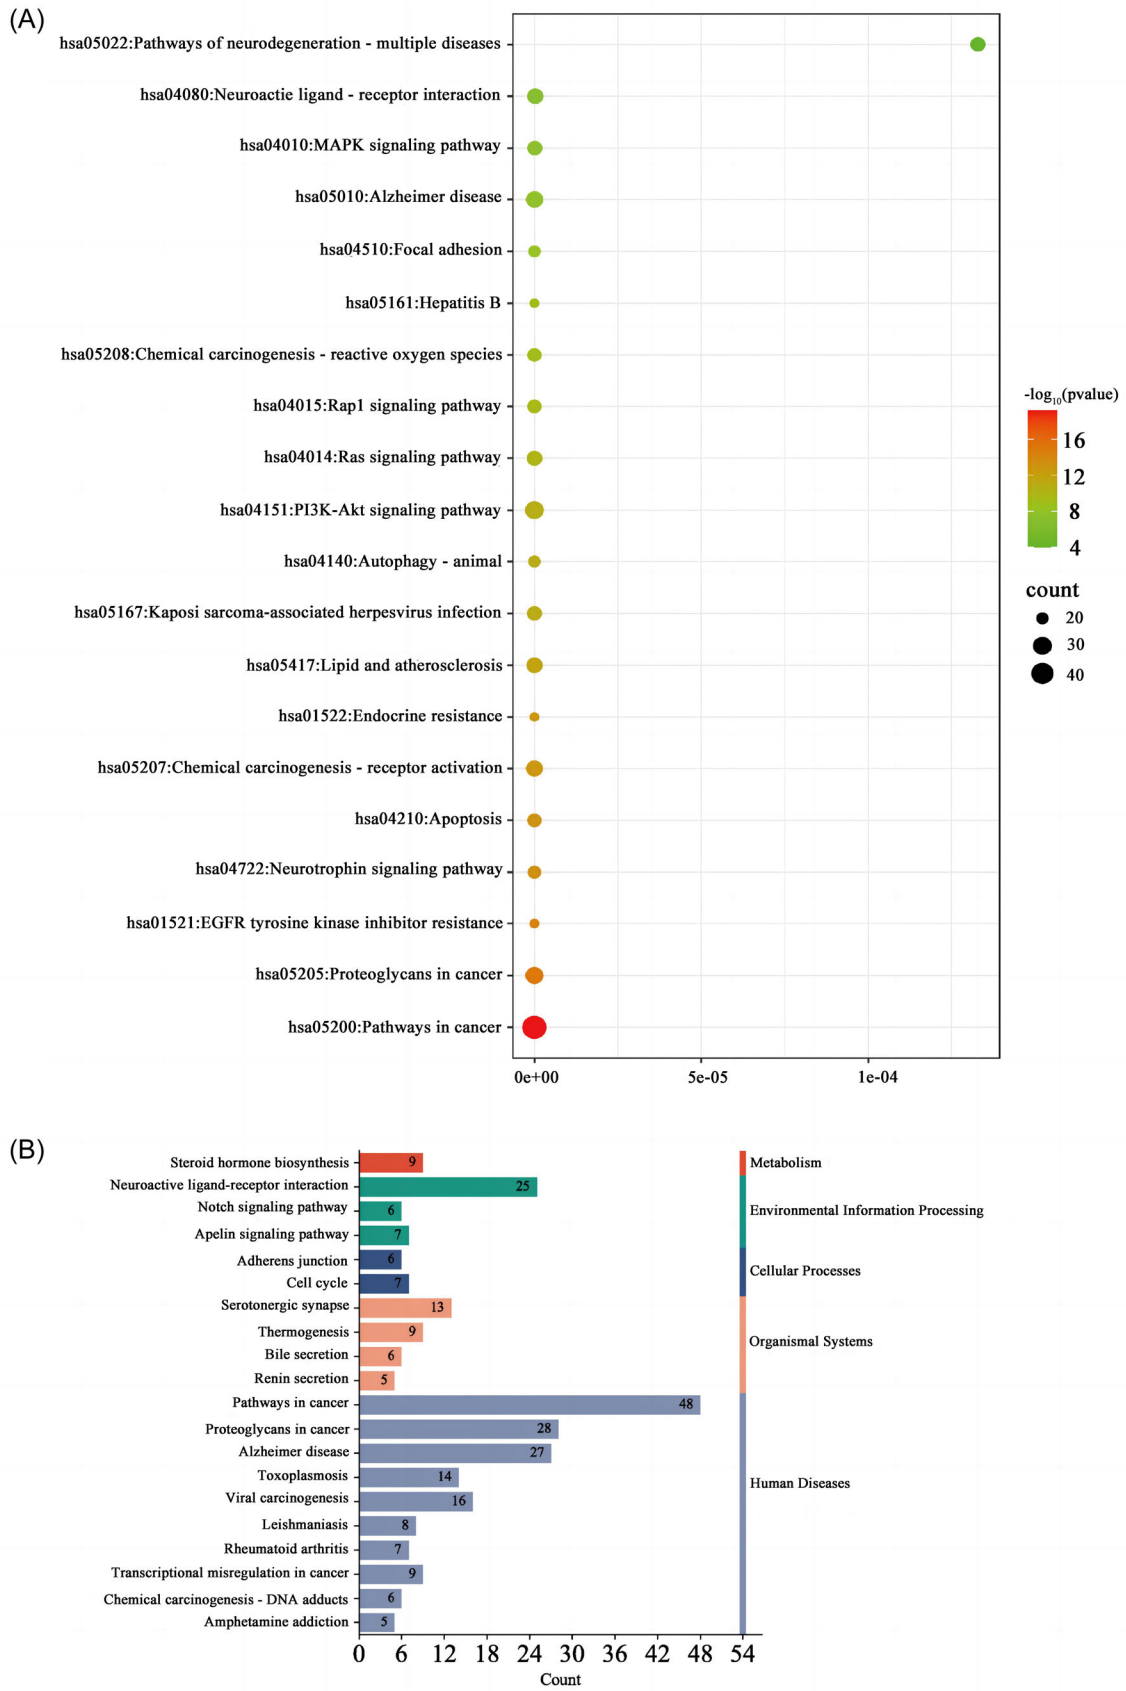 (A)
hsa05022:Pathways of neurodegeneration - multiple diseases
hsa04080:Neuroactie ligand - receptor interaction
hsa04010:MAPK signaling pathway
hsa05010:Alzheimer disease
hsa04510:Focal adhesion
hsa05161:Hepatitis B
hsa05208:Chemical carcinogenesis - reactive oxygen species
hsa04015:Rap1 signaling pathway
hsa04014:Ras signaling pathway
hsa04151:PI3K-Akt signaling pathway
hsa04140:Autophagy - animal
hsa05167:Kaposi sarcoma-associated herpesvirus infection
hsa05417:Lipid and atherosclerosis
hsa01522:Endocrine resistance
hsa05207:Chemical carcinogenesis - receptor activation
hsa04210:Apoptosis
hsa04722:Neurotrophin signaling pathway
hsa01521:EGFR tyrosine kinase inhibitor resistance
hsa05205:Proteoglycans in cancer
hsa05200:Pathways in cancer
0e+00 5e-05 1e-04
-log10(pvalue)
16
12
8
4
count
20
30
40
(B)
Steroid hormone biosynthesis 9
Neuroactive ligand-receptor interaction 25
Notch signaling pathway 6
Apelin signaling pathway 7
Adherens junction 6
Cell cycle 7
Serotonergic synapse 13
Thermogenesis 9
Bile secretion 6
Renin secretion 5
Pathways in cancer 48
Proteoglycans in cancer 28
Alzheimer disease 27
Toxoplasmosis 14
Viral carcinogenesis 16
Leishmaniasis 8
Rheumatoid arthritis 7
Transcriptional misregulation in cancer 9
Chemical carcinogenesis - DNA adducts 6
Amphetamine addiction 5
0 6 12 18 24 30 36 42 48 54
Count
Metabolism
Environmental Information Processing
Cellular Processes
Organismal Systems
Human Diseases